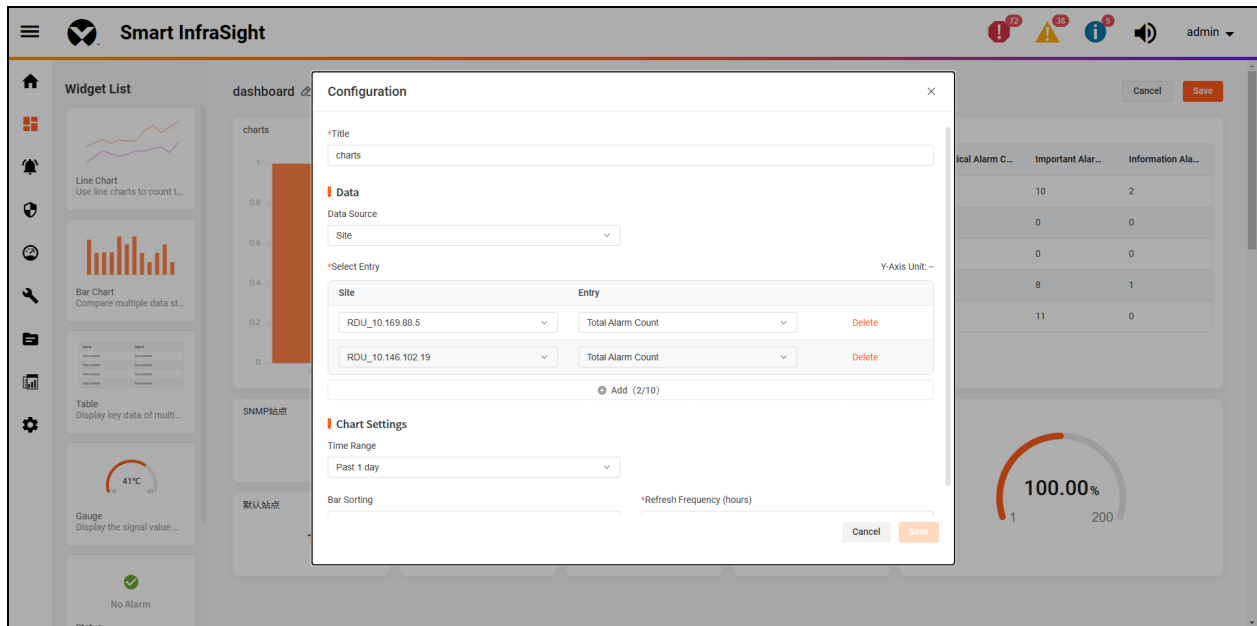 Smart InfraSight
72
38
5
admin
Widget List
dashboard
Cancel
Save
Line Chart
Use line charts to count t...
Bar Chart
Compare multiple data st...
Table
Display key data of multi...
41°C
Gauge
Display the signal value ...
No Alarm
charts
1
0.8
0.6
0.4
0.2
0
SNMP站点
默认站点
Configuration
*Title
charts
Data
Data Source
Site
*Select Entry
Y-Axis Unit: --
Site
Entry
RDU_10.169.88.5
Total Alarm Count
Delete
RDU_10.146.102.19
Total Alarm Count
Delete
Add (2/10)
Chart Settings
Time Range
Past 1 day
Bar Sorting
*Refresh Frequency (hours)
Cancel
Save
ical Alarm C...
Important Alar...
Information Ala...
10
2
0
0
0
0
8
1
11
0
100.00%
1
200